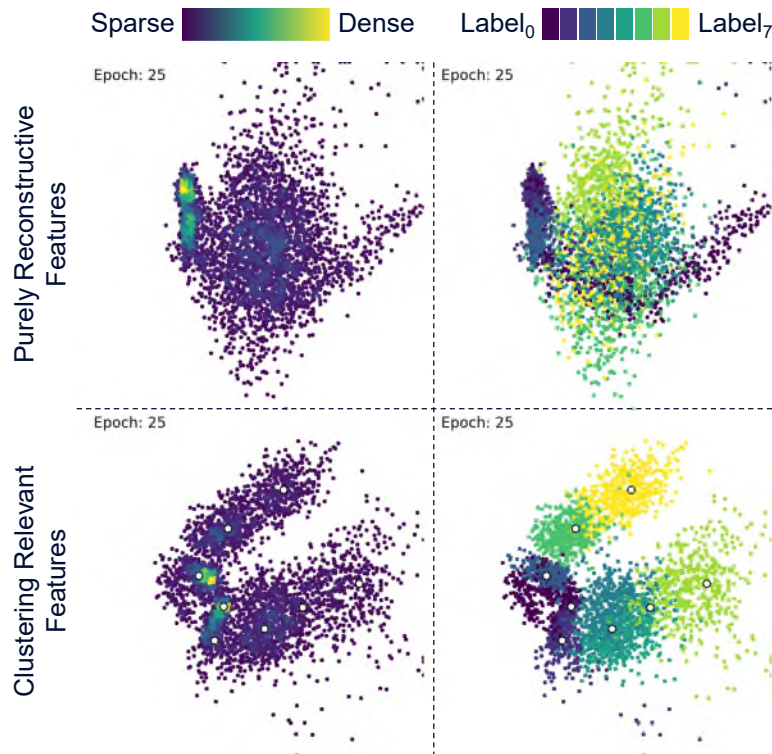 Sparse Dense Label₀ Label₇
Epoch: 25 Epoch: 25
Purely Reconstructive
Features
Epoch: 25 Epoch: 25
Clustering Relevant
Features